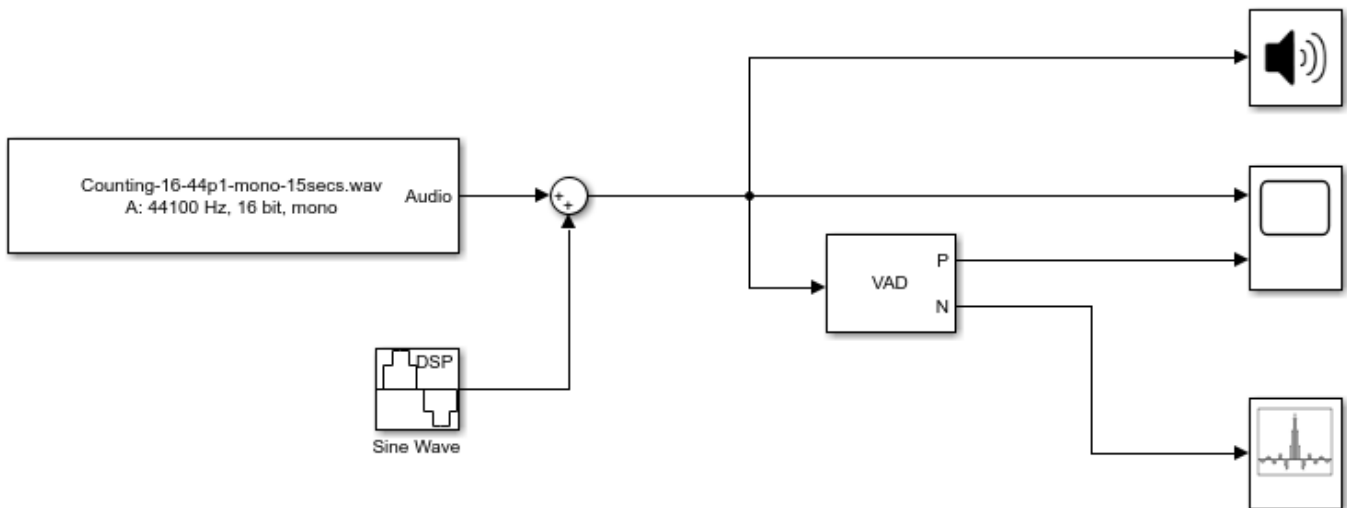 Counting-16-44p1-mono-15secs.wav
A: 44100 Hz, 16 bit, mono
Audio
+
+
P
VAD
N
DSP
Sine Wave